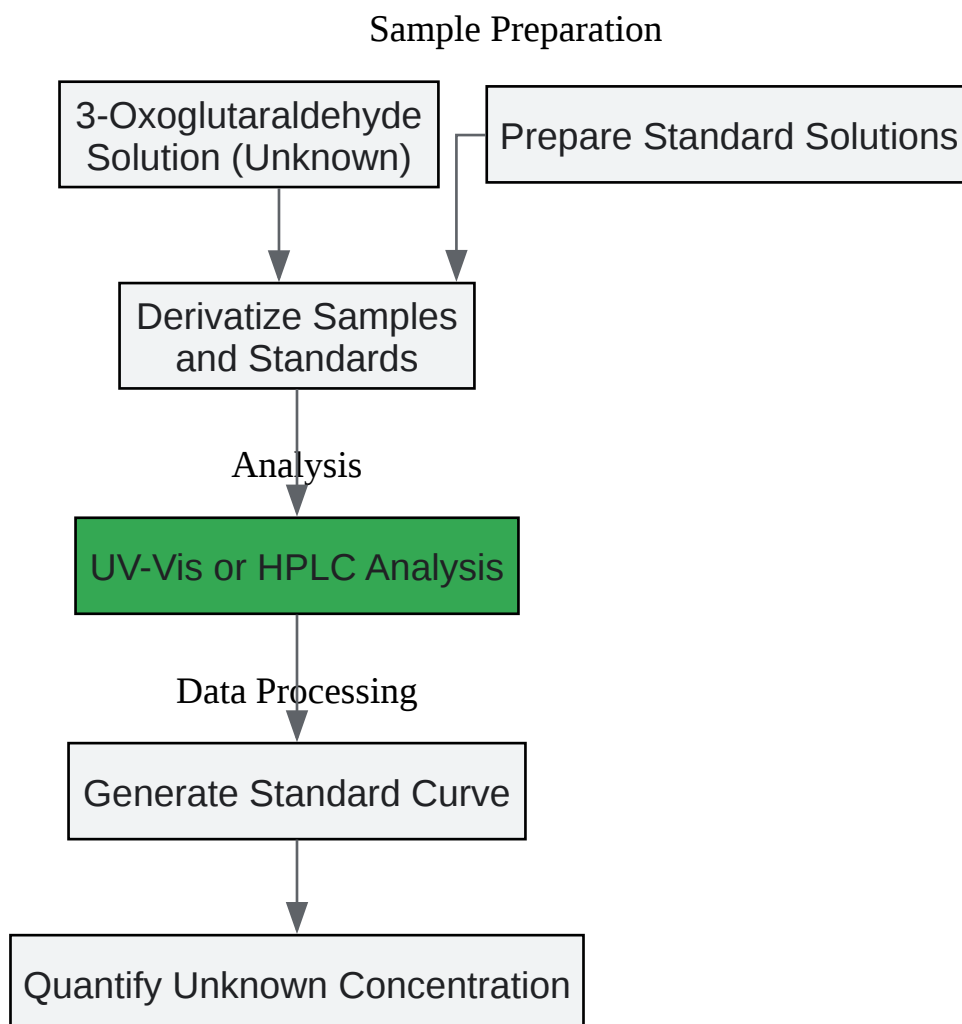 Sample Preparation
3-Oxoglutaraldehyde
Solution (Unknown)
Prepare Standard Solutions
Derivatize Samples
and Standards
Analysis
UV-Vis or HPLC Analysis
Data Processing
Generate Standard Curve
Quantify Unknown Concentration